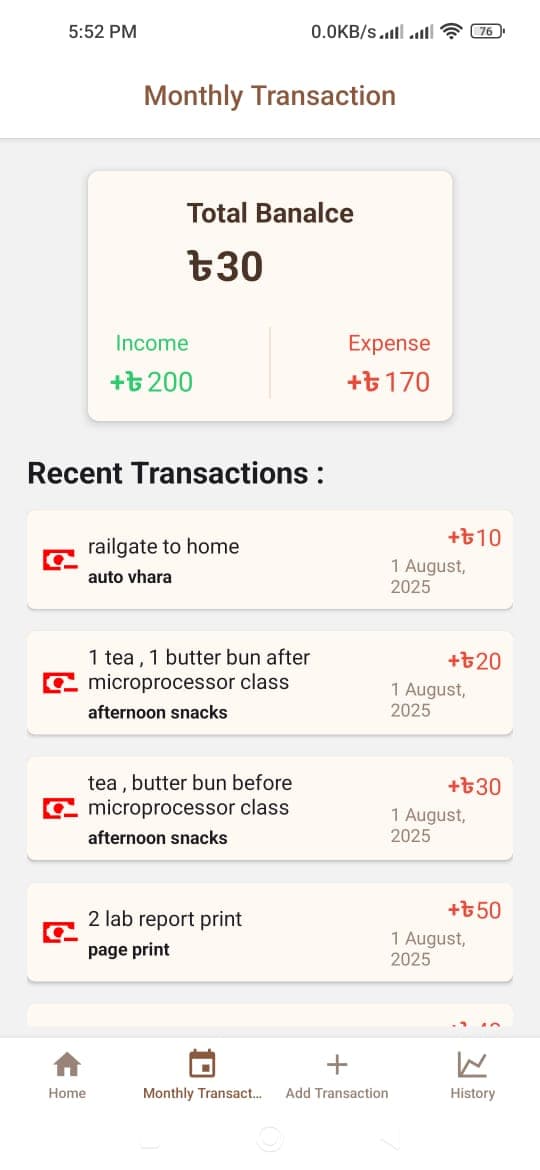 5:52 PM
0.0KB/s
76
Monthly Transaction
Total Banalce
৳30
Income
Expense
+৳ 200
+৳ 170
Recent Transactions :
railgate to home
auto vhara
+৳10
1 August,
2025
1 tea , 1 butter bun after
microprocessor class
afternoon snacks
+৳20
1 August,
2025
tea , butter bun before
microprocessor class
afternoon snacks
+৳30
1 August,
2025
2 lab report print
page print
+৳50
1 August,
2025
Home
Monthly Transact...
Add Transaction
History